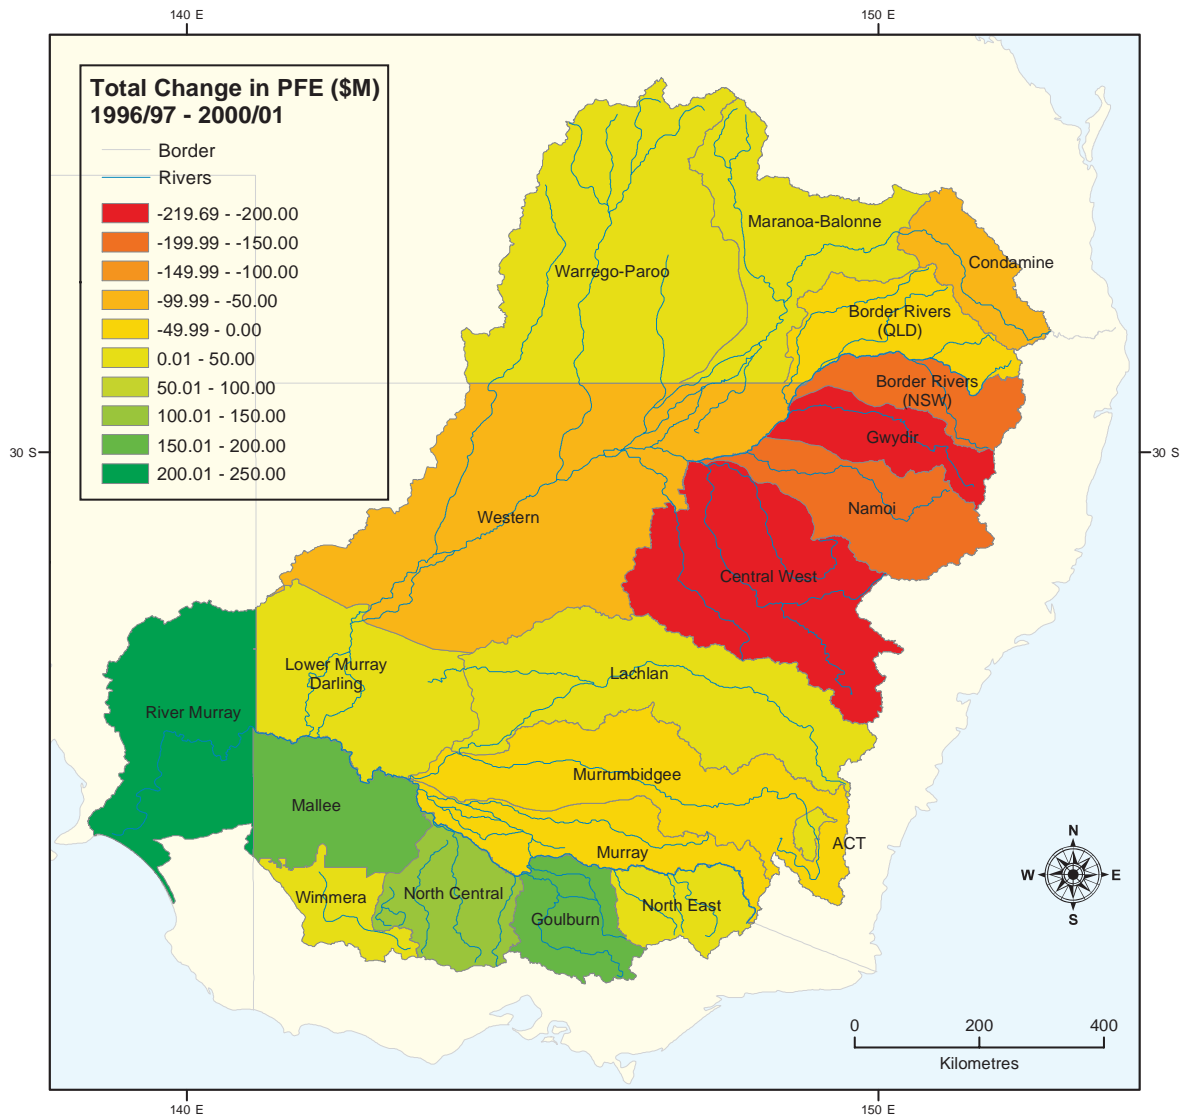 140 E
150 E
Total Change in PFE ($M)
1996/97 - 2000/01
Border
Rivers
-219.69 - -200.00
-199.99 - -150.00
-149.99 - -100.00
-99.99 - -50.00
-49.99 - 0.00
0.01 - 50.00
50.01 - 100.00
100.01 - 150.00
150.01 - 200.00
200.01 - 250.00
Maranoa-Balonne
Condamine
Warrego-Paroo
Border Rivers
(QLD)
Border Rivers
(NSW)
Gwydir
30 S
30 S
Namoi
Western
Central West
Lower Murray
Darling
Lachlan
River Murray
Murrumbidgee
Mallee
ACT
Murray
Wimmera
North Central
North East
Goulburn
N
W
E
S
0
200
400
Kilometres
140 E
150 E